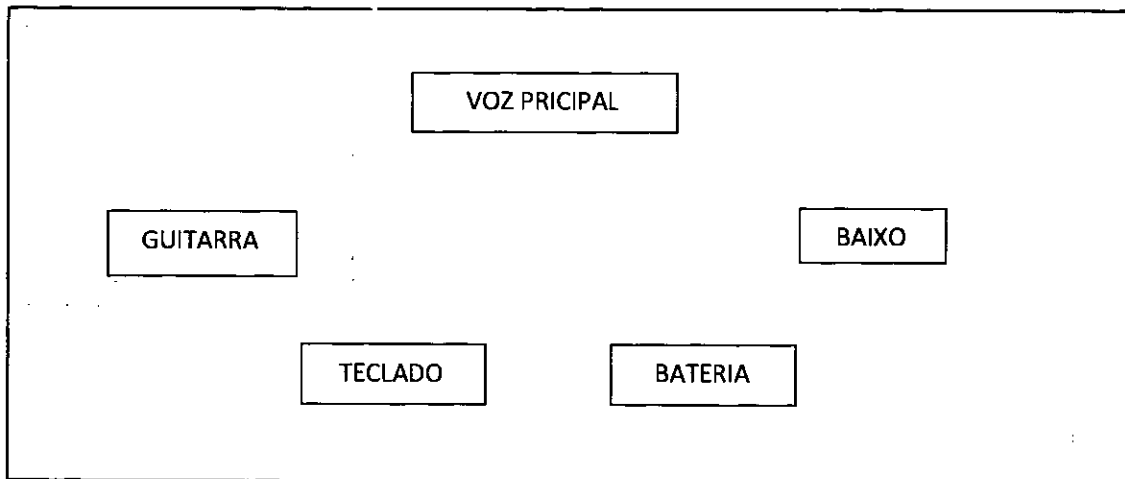 VOZ PRICIPAL
GUITARRA
BAIXO
TECLADO
BATERIA